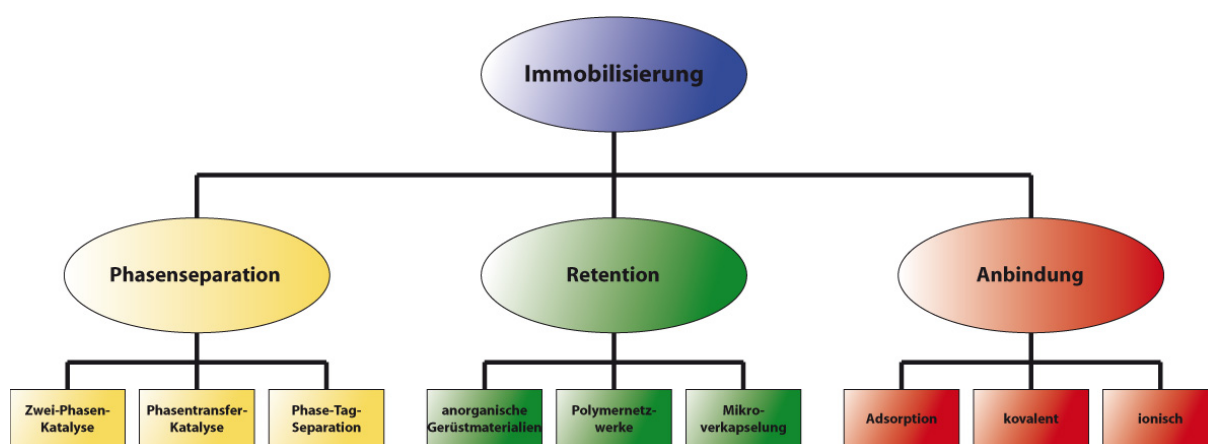 Immobilisierung
Phasenseparation
Retention
Anbindung
Zwei-Phasen-
Katalyse
Phasentransfer-
Katalyse
Phase-Tag-
Separation
anorganische
Gerüstmaterialien
Polymernetz-
werke
Mikro-
verkapselung
Adsorption
kovalent
ionisch